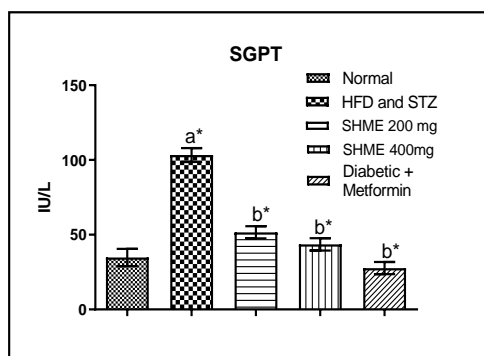 SGPT
IU/L
150
100
50
0
a*
b*
b*
b*
Normal
HFD and STZ
SHME 200 mg
SHME 400mg
Diabetic +
Metformin